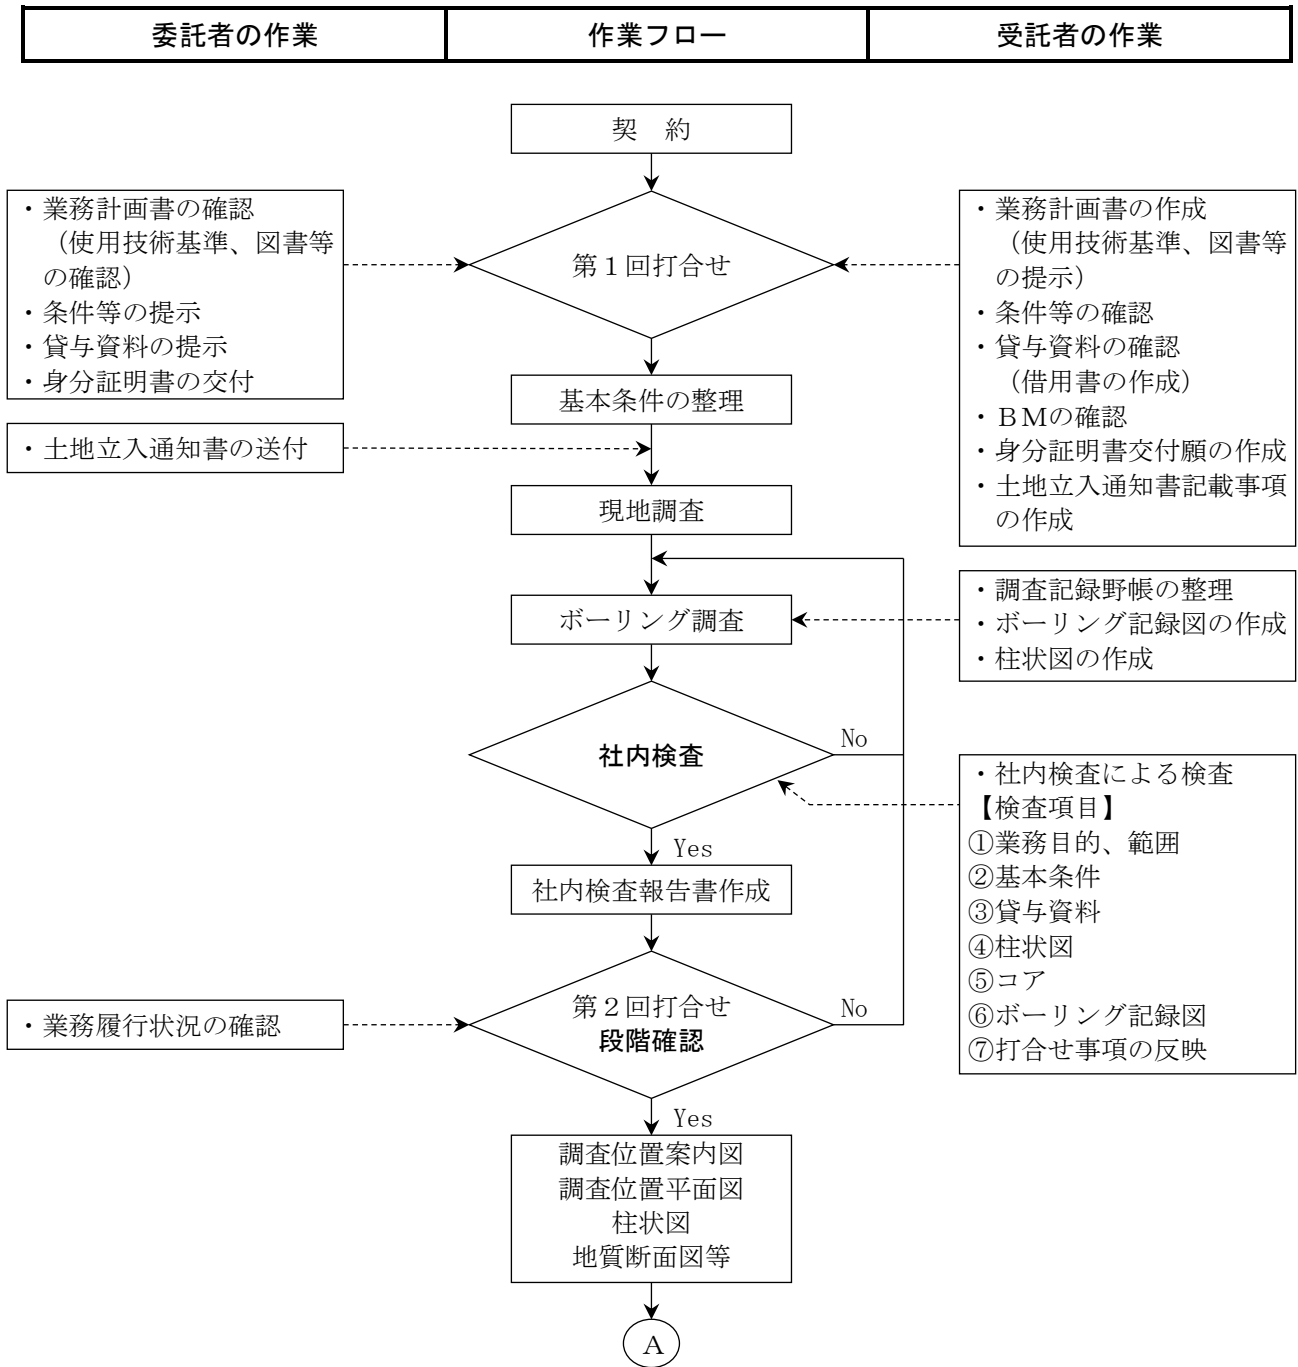 委託者の作業
作業フロー
受託者の作業
契　約
・業務計画書の確認
（使用技術基準、図書等
の確認）
・条件等の提示
・貸与資料の提示
・身分証明書の交付
第１回打合せ
・業務計画書の作成
（使用技術基準、図書等
の提示）
・条件等の確認
・貸与資料の確認
（借用書の作成）
・ＢＭの確認
・身分証明書交付願の作成
・土地立入通知書記載事項
の作成
基本条件の整理
・土地立入通知書の送付
現地調査
ボーリング調査
・調査記録野帳の整理
・ボーリング記録図の作成
・柱状図の作成
社内検査
No
Yes
・社内検査による検査
【検査項目】
①業務目的、範囲
②基本条件
③貸与資料
④柱状図
⑤コア
⑥ボーリング記録図
⑦打合せ事項の反映
社内検査報告書作成
・業務履行状況の確認
第２回打合せ
段階確認
No
Yes
調査位置案内図
調査位置平面図
柱状図
地質断面図等
A